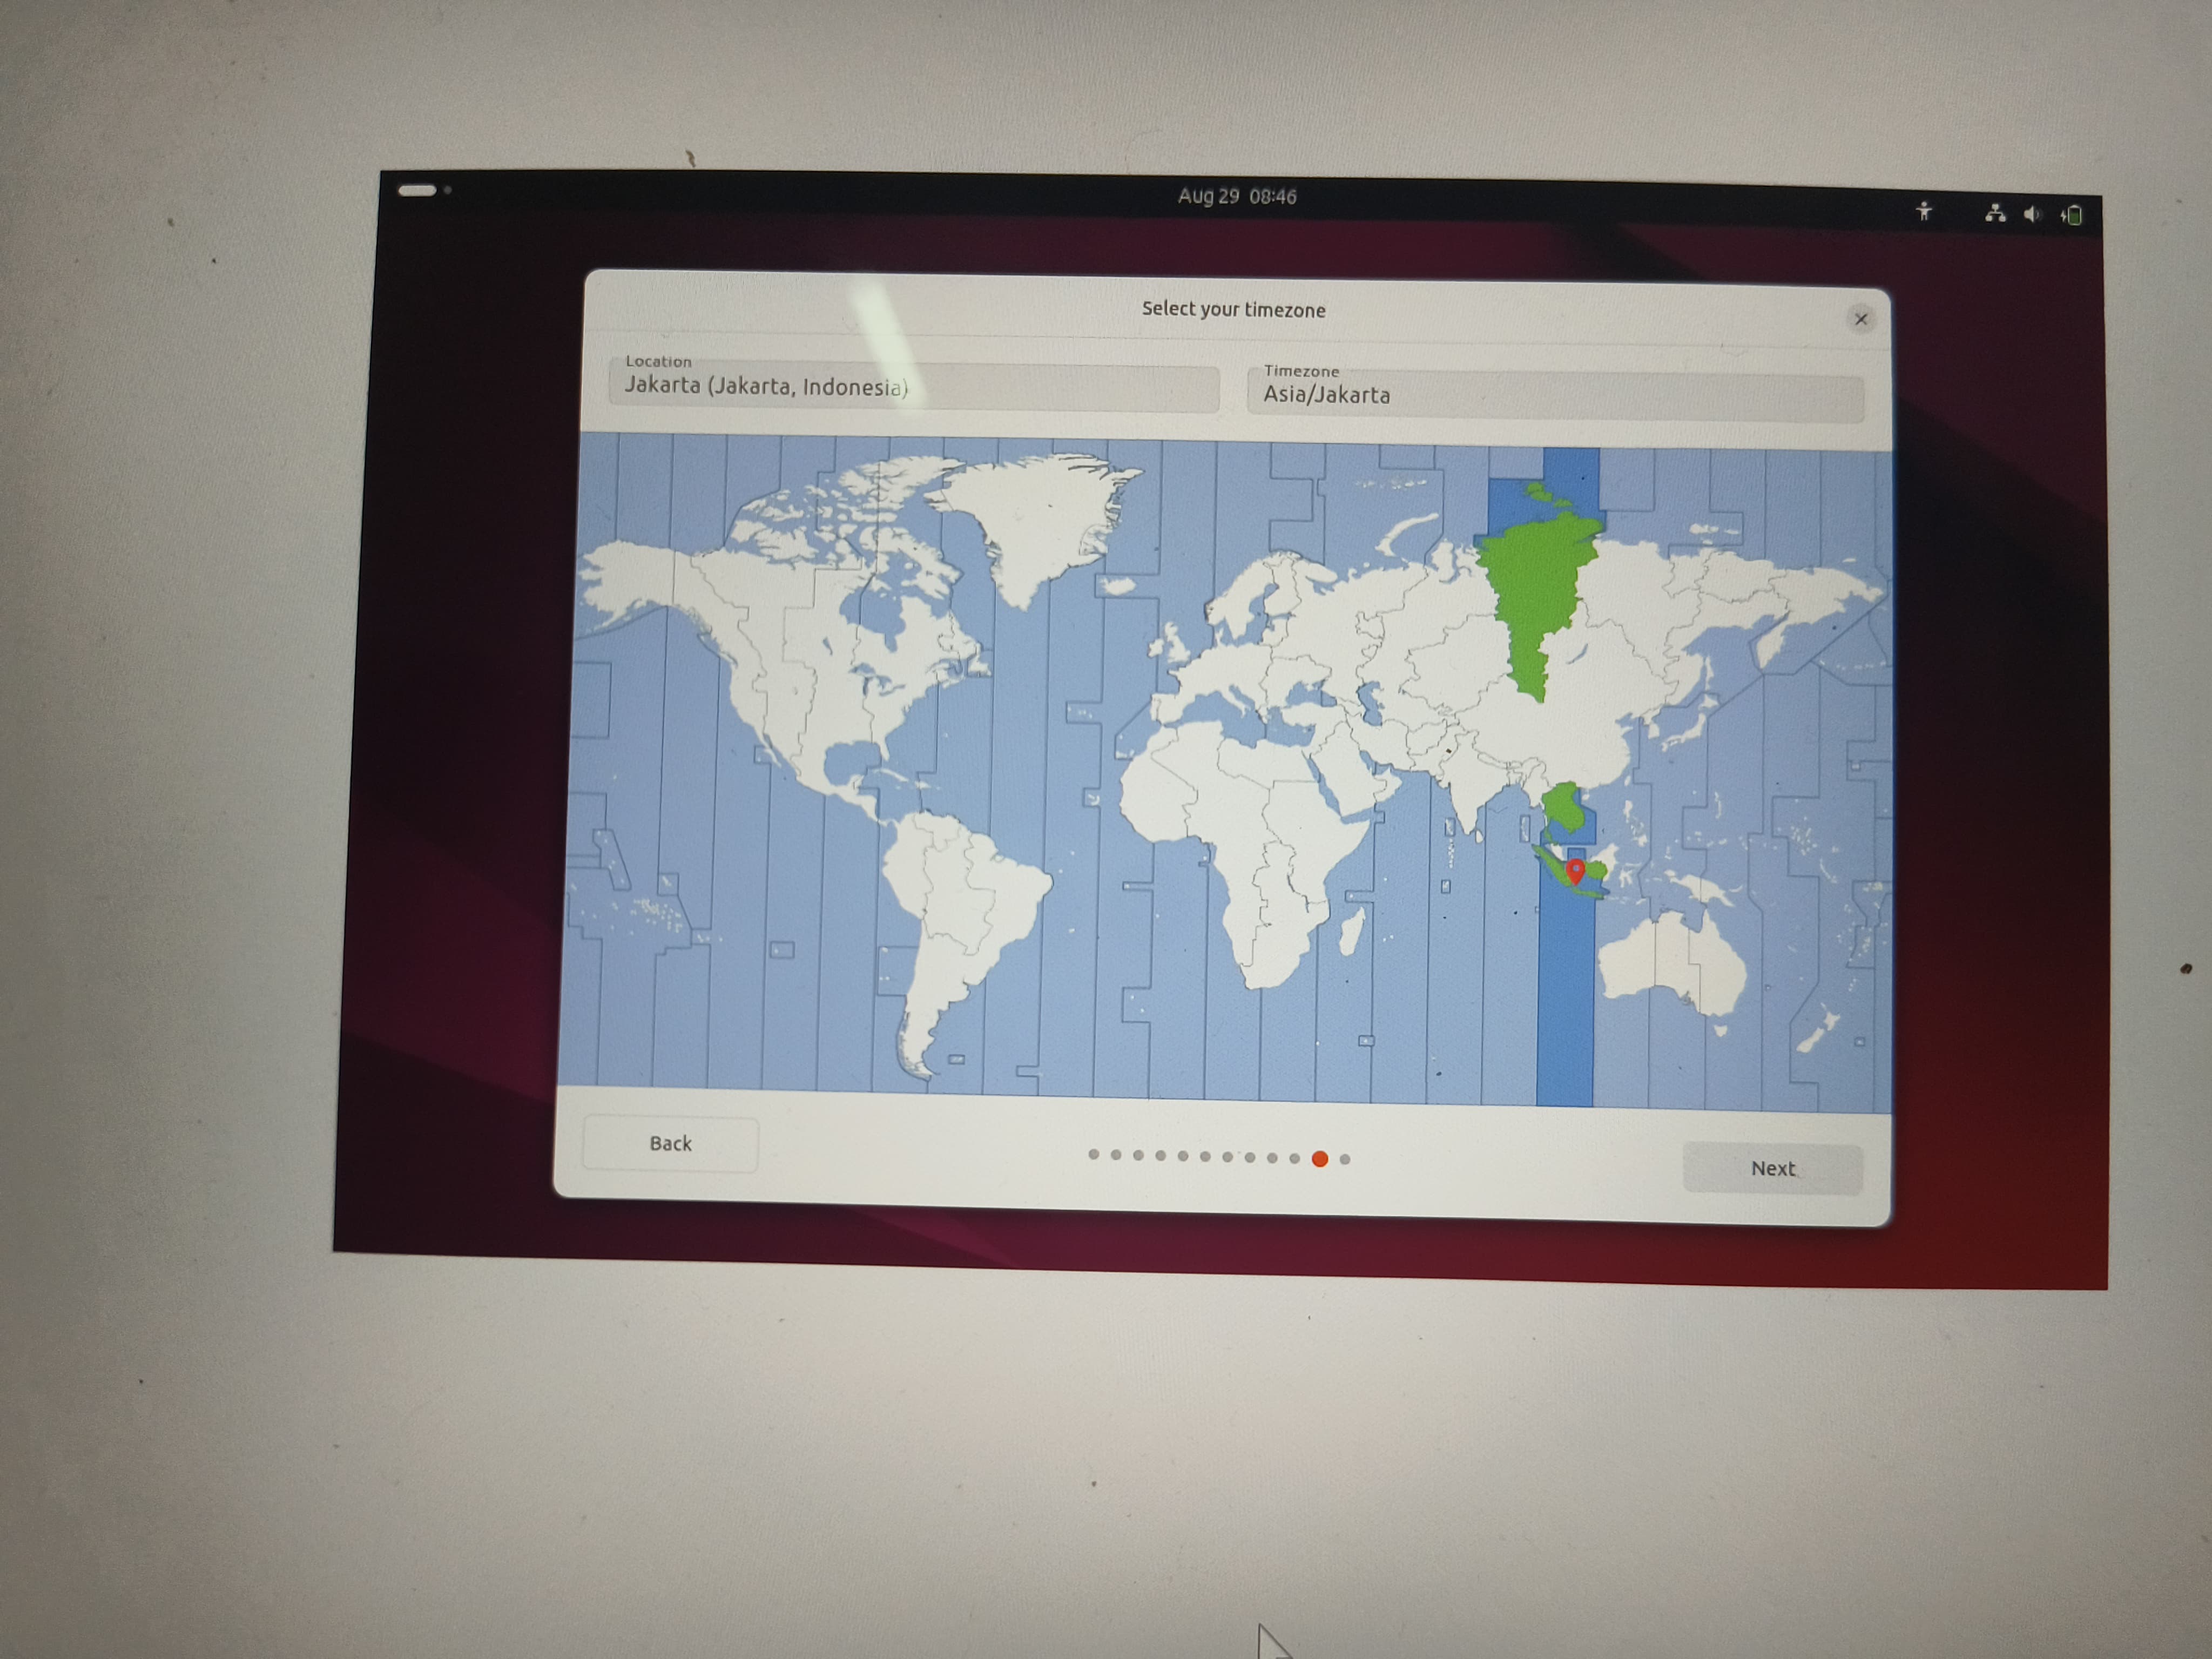 Aug 29 08:46
Select your timezone
Location
Jakarta (Jakarta, Indonesia)
Timezone
Asia/Jakarta
Back
Next